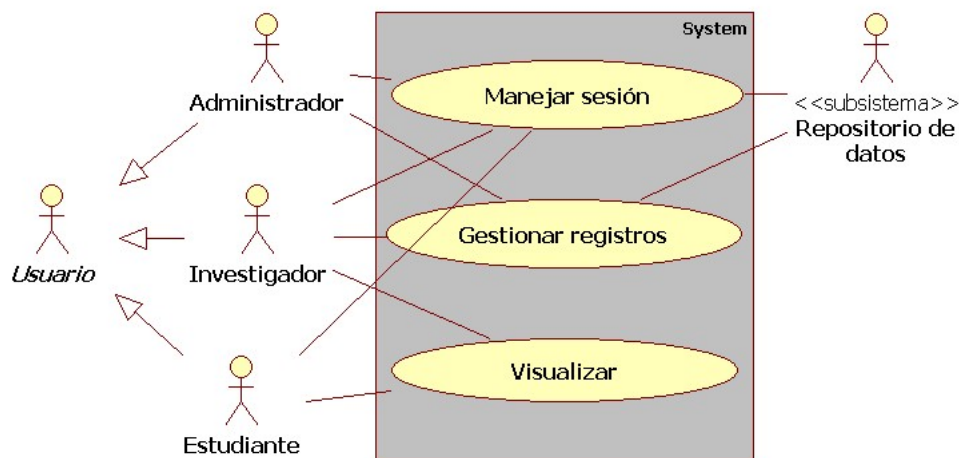 System
Administrador
Manejar sesión
<<subsistema>>
Repositorio de
datos
Usuario
Investigador
Gestionar registros
Estudiante
Visualizar